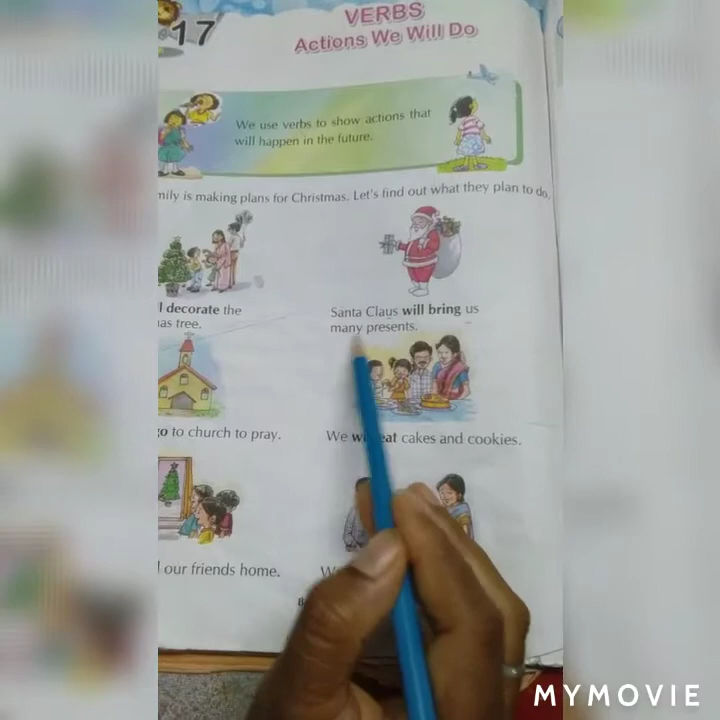 17
VERBS
Actions We Will Do
We use verbs to show actions that
will happen in the future.
is making plans for Christmas. Let's find out what they plan to do.
decorate the
tree.
Santa Claus will bring us
many presents.
to church to pray.
We eat cakes and cookies.
our friends home.
MYMOVIE